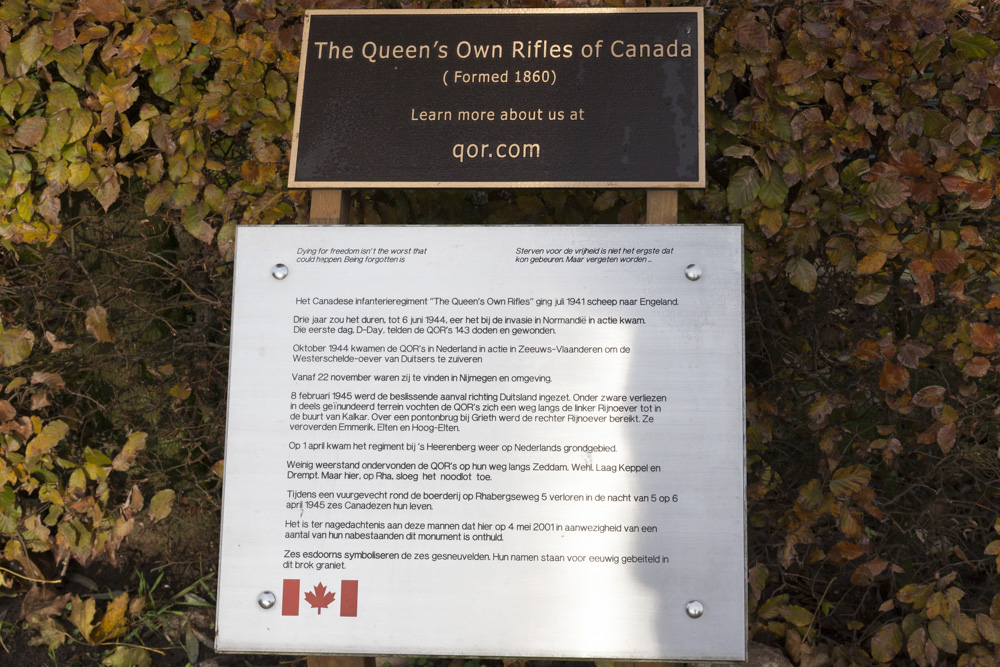 The Queen's Own Rifles of Canada
( Formed 1860)
Learn more about us at
qor.com
Dying for freedom isn't the worst that
could happen. Being forgotten is
Sterven voor de vrijheid is niet het ergste dat
kon gebeuren. Maar vergeten worden ..
Het Canadese infanterieregiment "The Queen's Own Rifles" ging juli 1941 scheep naar Engeland.
Drie jaar zou het duren, tot 6 juni 1944, eer het bij de invasie in Normandië in actie kwam.
Die eerste dag, D-Day, telden de QOR's 143 doden en gewonden.
Oktober 1944 kwamen de QOR's in Nederland in actie in Zeeuws-Vlaanderen om de
Westerschelde-oever van Duitsers te zuiveren
Vanaf 22 november waren zij te vinden in Nijmegen en omgeving.
8 februari 1945 werd de beslissende aanval richting Duitsland ingezet. Onder zware verliezen
in deels geïnundeerd terrein vochten de QOR's zich een weg langs de linker Rijnoever tot in
de buurt van Kalkar. Over een pontonbrug bij Grieth werd de rechter Rijnoever bereikt. Ze
veroverden Emmerik, Elten en Hoog-Elten.
Op 1 april kwam het regiment bij 's Heerenberg weer op Nederlands grondgebied.
Weinig weerstand ondervonden de QOR's op hun weg langs Zeddam, Wehl, Laag Keppel en
Drempt. Maar hier, op Rha, sloeg het noodlot toe.
Tijdens een vuurgevecht rond de boerderij op Rhabergseweg 5 verloren in de nacht van 5 op 6
april 1945 zes Canadezen hun leven.
Het is ter nagedachtenis aan deze mannen dat hier op 4 mei 2001 in aanwezigheid van een
aantal van hun nabestaanden dit monument is onthuld.
Zes esdoorns symboliseren de zes gesneuvelden. Hun namen staan voor eeuwig gebeiteld in
dit brok graniet.